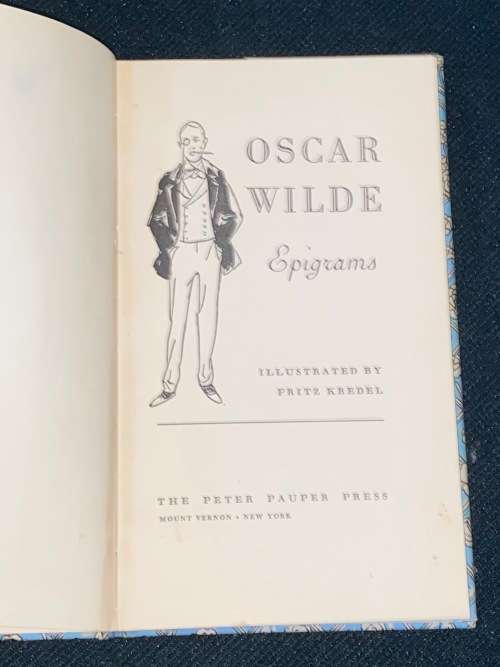 OSCAR
WILDE
Epigrams
ILLUSTRATED BY
FRITZ KREDEL
THE PETER PAUPER PRESS
MOUNT VERNON • NEW YORK